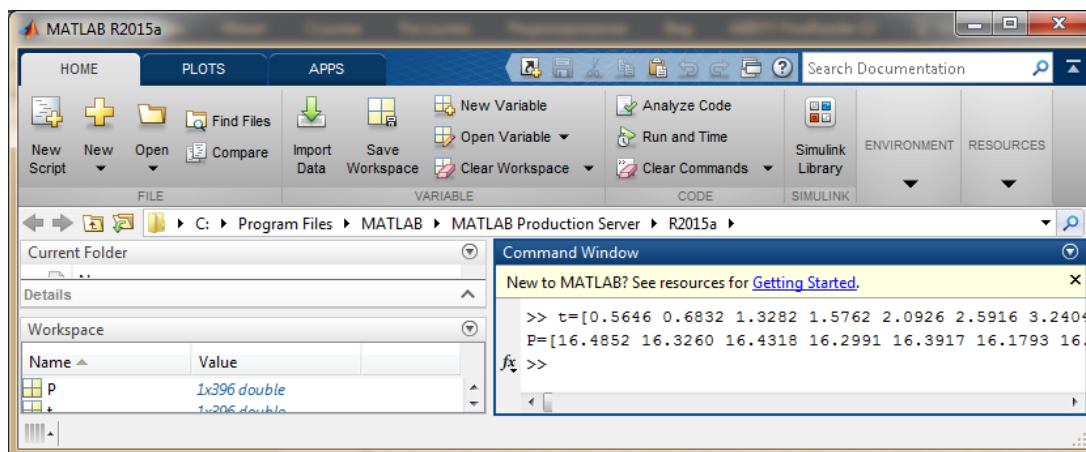 MATLAB R2015a
HOME PLOTS APPS Search Documentation
New Script
New
Open
Find Files
Compare
Import Data
Save Workspace
New Variable
Open Variable
Clear Workspace
Analyze Code
Run and Time
Clear Commands
Simulink Library
ENVIRONMENT
RESOURCES
FILE VARIABLE CODE SIMULINK
C: Program Files MATLAB MATLAB Production Server R2015a
Current Folder
Details
Workspace
Name Value
P 1x396 double
t 1x396 double
Command Window
New to MATLAB? See resources for Getting Started.
>> t=[0.5646 0.6832 1.3282 1.5762 2.0926 2.5916 3.2404
P=[16.4852 16.3260 16.4318 16.2991 16.3917 16.1793 16.
fx >>